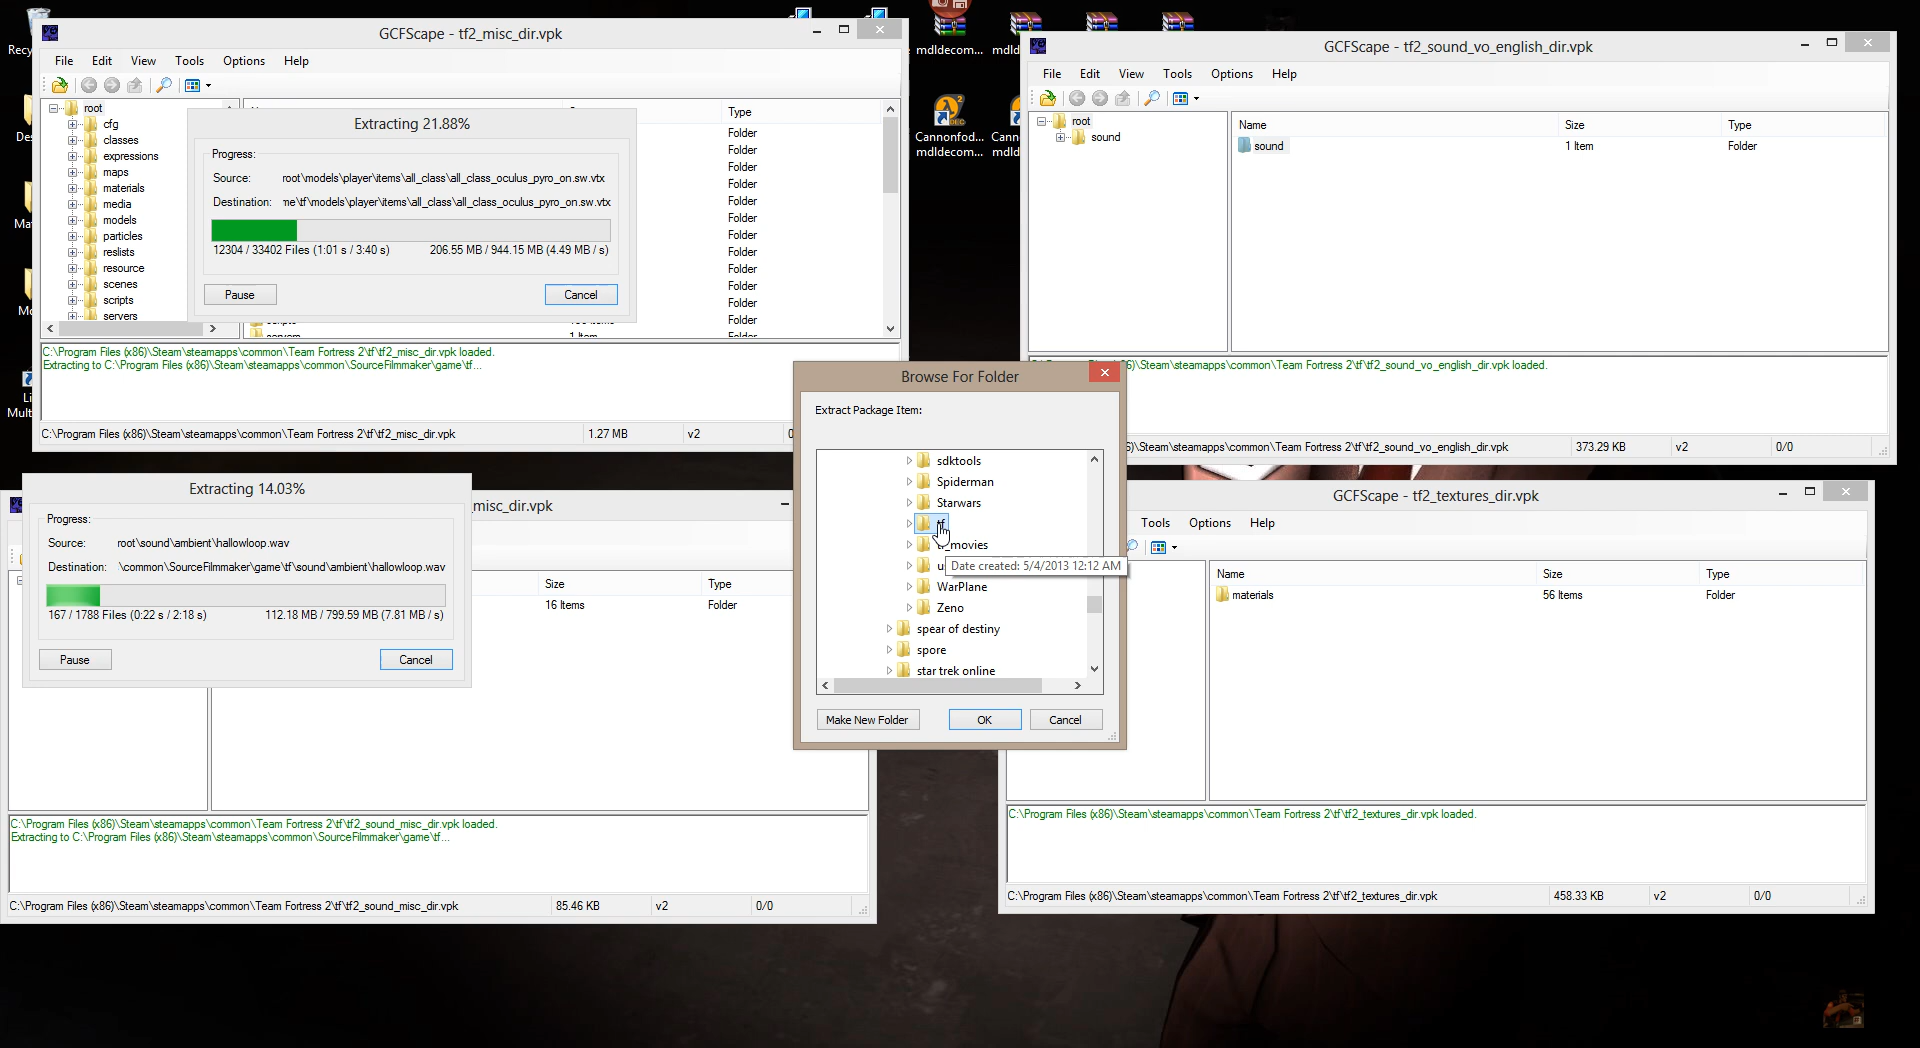 Recy
mdldecom...
mdld
Cannonfod...
mdldecom...
Cann
mdld
GCFScape - tf2_misc_dir.vpk
File Edit View Tools Options Help
root
cfg
classes
expressions
maps
materials
media
models
particles
reslists
resource
scenes
scripts
servers
Type
Folder
Folder
Folder
Folder
Folder
Folder
Folder
Folder
Folder
Folder
Folder
Folder
Folder
Extracting 21.88%
Progress:
Source: root\models\player\items\all_class\all_class_oculus_pyro_on.sw.vtx
Destination: me\tf\models\player\items\all_class\all_class_oculus_pyro_on.sw.vtx
12304 / 33402 Files (1:01 s / 3:40 s) 206.55 MB / 944.15 MB (4.49 MB / s)
Pause Cancel
C:\Program Files (x86)\Steam\steamapps\common\Team Fortress 2\tf\tf2_misc_dir.vpk loaded.
Extracting to C:\Program Files (x86)\Steam\steamapps\common\SourceFilmmaker\game\tf...
C:\Program Files (x86)\Steam\steamapps\common\Team Fortress 2\tf\tf2_misc_dir.vpk 1.27 MB v2 0
GCFScape - tf2_sound_vo_english_dir.vpk
File Edit View Tools Options Help
root
sound
Name Size Type
sound 1 Item Folder
6)\Steam\steamapps\common\Team Fortress 2\tf\tf2_sound_vo_english_dir.vpk loaded.
6)\Steam\steamapps\common\Team Fortress 2\tf\tf2_sound_vo_english_dir.vpk 373.29 KB v2 0/0
Browse For Folder
Extract Package Item:
sdktools
Spiderman
Starwars
tf
tf_movies
u
Date created: 5/4/2013 12:12 AM
WarPlane
Zeno
spear of destiny
spore
star trek online
Make New Folder OK Cancel
_misc_dir.vpk
Size Type
16 Items Folder
Extracting 14.03%
Progress:
Source: root\sound\ambient\hallowloop.wav
Destination: \common\SourceFilmmaker\game\tf\sound\ambient\hallowloop.wav
167 / 1788 Files (0:22 s / 2:18 s) 112.18 MB / 799.59 MB (7.81 MB / s)
Pause Cancel
C:\Program Files (x86)\Steam\steamapps\common\Team Fortress 2\tf\tf2_sound_misc_dir.vpk loaded.
Extracting to C:\Program Files (x86)\Steam\steamapps\common\SourceFilmmaker\game\tf...
C:\Program Files (x86)\Steam\steamapps\common\Team Fortress 2\tf\tf2_sound_misc_dir.vpk 85.46 KB v2 0/0
GCFScape - tf2_textures_dir.vpk
Tools Options Help
Name Size Type
materials 56 Items Folder
C:\Program Files (x86)\Steam\steamapps\common\Team Fortress 2\tf\tf2_textures_dir.vpk loaded.
C:\Program Files (x86)\Steam\steamapps\common\Team Fortress 2\tf\tf2_textures_dir.vpk 458.33 KB v2 0/0